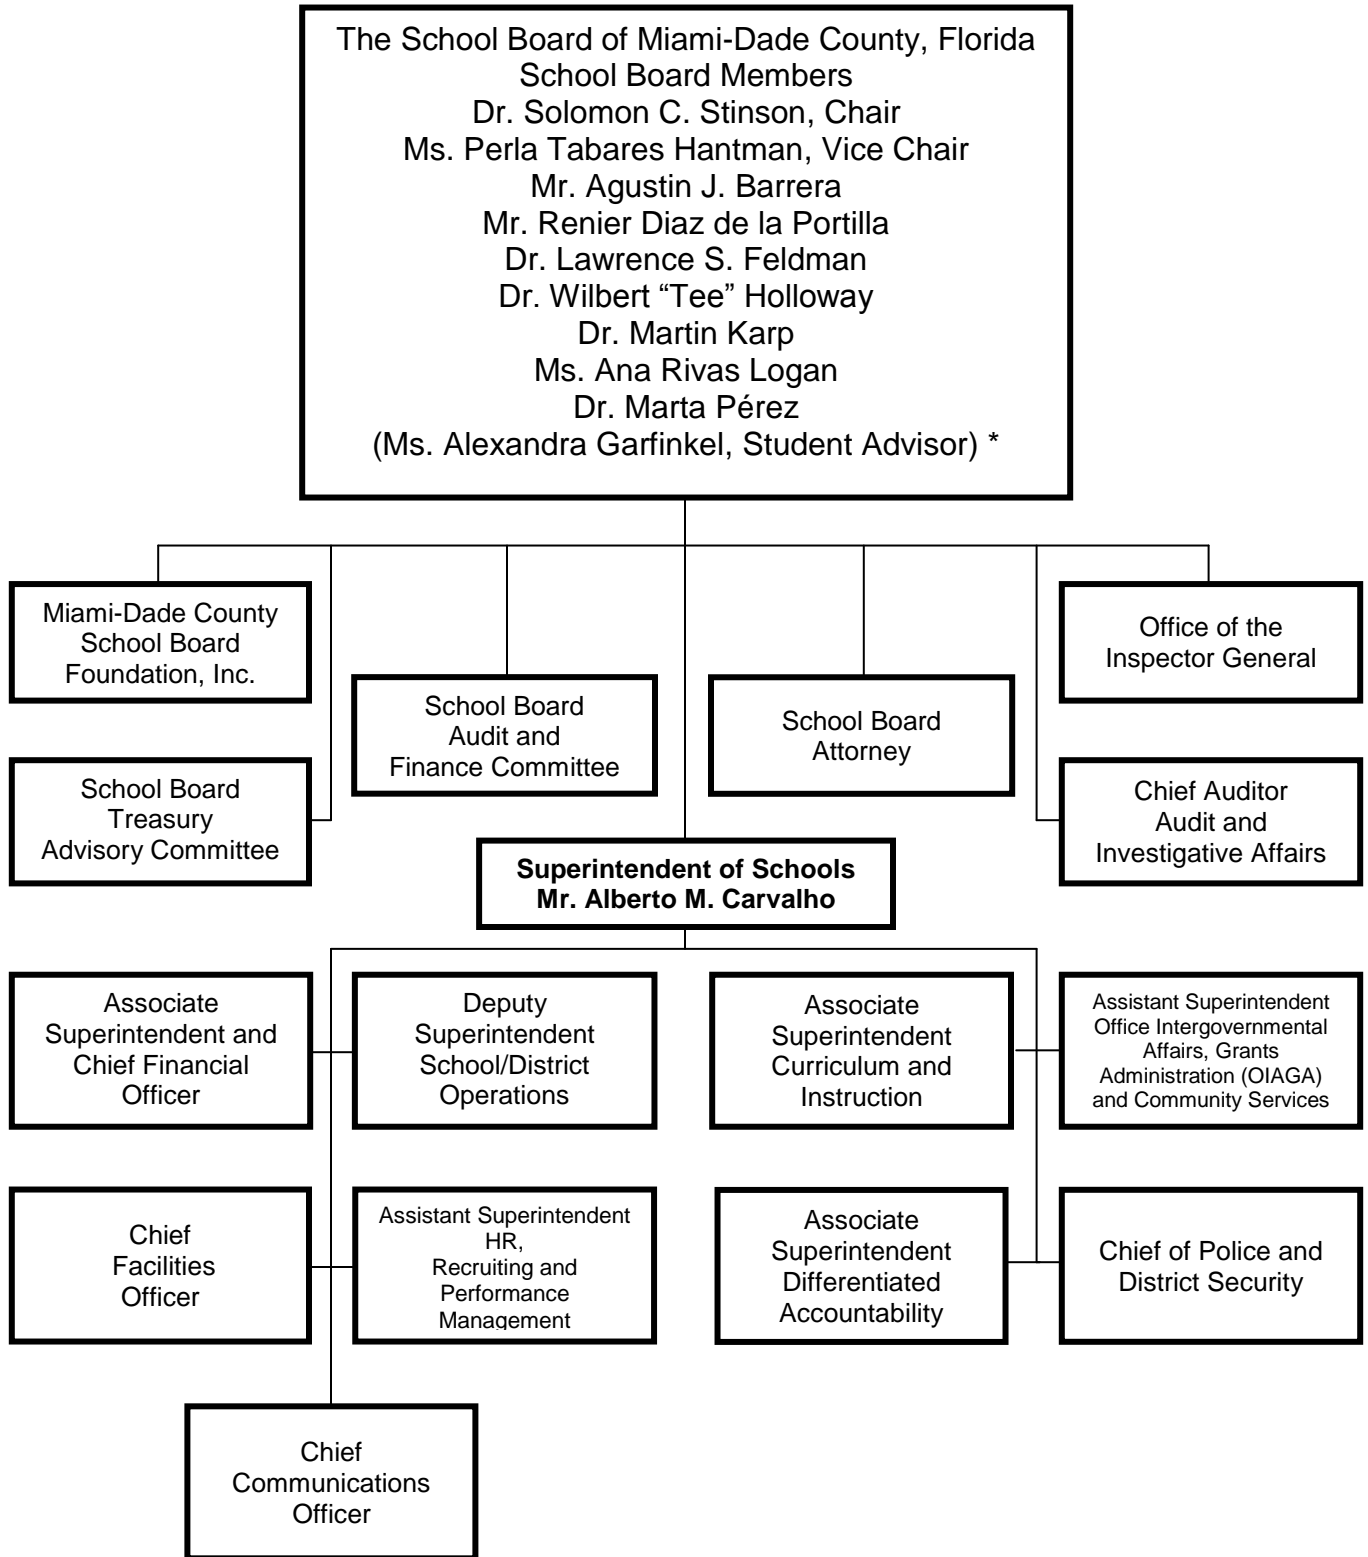 The School Board of Miami-Dade County, Florida
School Board Members
Dr. Solomon C. Stinson, Chair
Ms. Perla Tabares Hantman, Vice Chair
Mr. Agustin J. Barrera
Mr. Renier Diaz de la Portilla
Dr. Lawrence S. Feldman
Dr. Wilbert “Tee” Holloway
Dr. Martin Karp
Ms. Ana Rivas Logan
Dr. Marta Pérez
(Ms. Alexandra Garfinkel, Student Advisor) *
Miami-Dade County
School Board
Foundation, Inc.
School Board
Audit and
Finance Committee
School Board
Attorney
Office of the
Inspector General
School Board
Treasury
Advisory Committee
Chief Auditor
Audit and
Investigative Affairs
Superintendent of Schools
Mr. Alberto M. Carvalho
Associate
Superintendent and
Chief Financial
Officer
Deputy
Superintendent
School/District
Operations
Associate
Superintendent
Curriculum and
Instruction
Assistant Superintendent
Office Intergovernmental
Affairs, Grants
Administration (OIAGA)
and Community Services
Chief
Facilities
Officer
Assistant Superintendent
HR,
Recruiting and
Performance
Management
Associate
Superintendent
Differentiated
Accountability
Chief of Police and
District Security
Chief
Communications
Officer